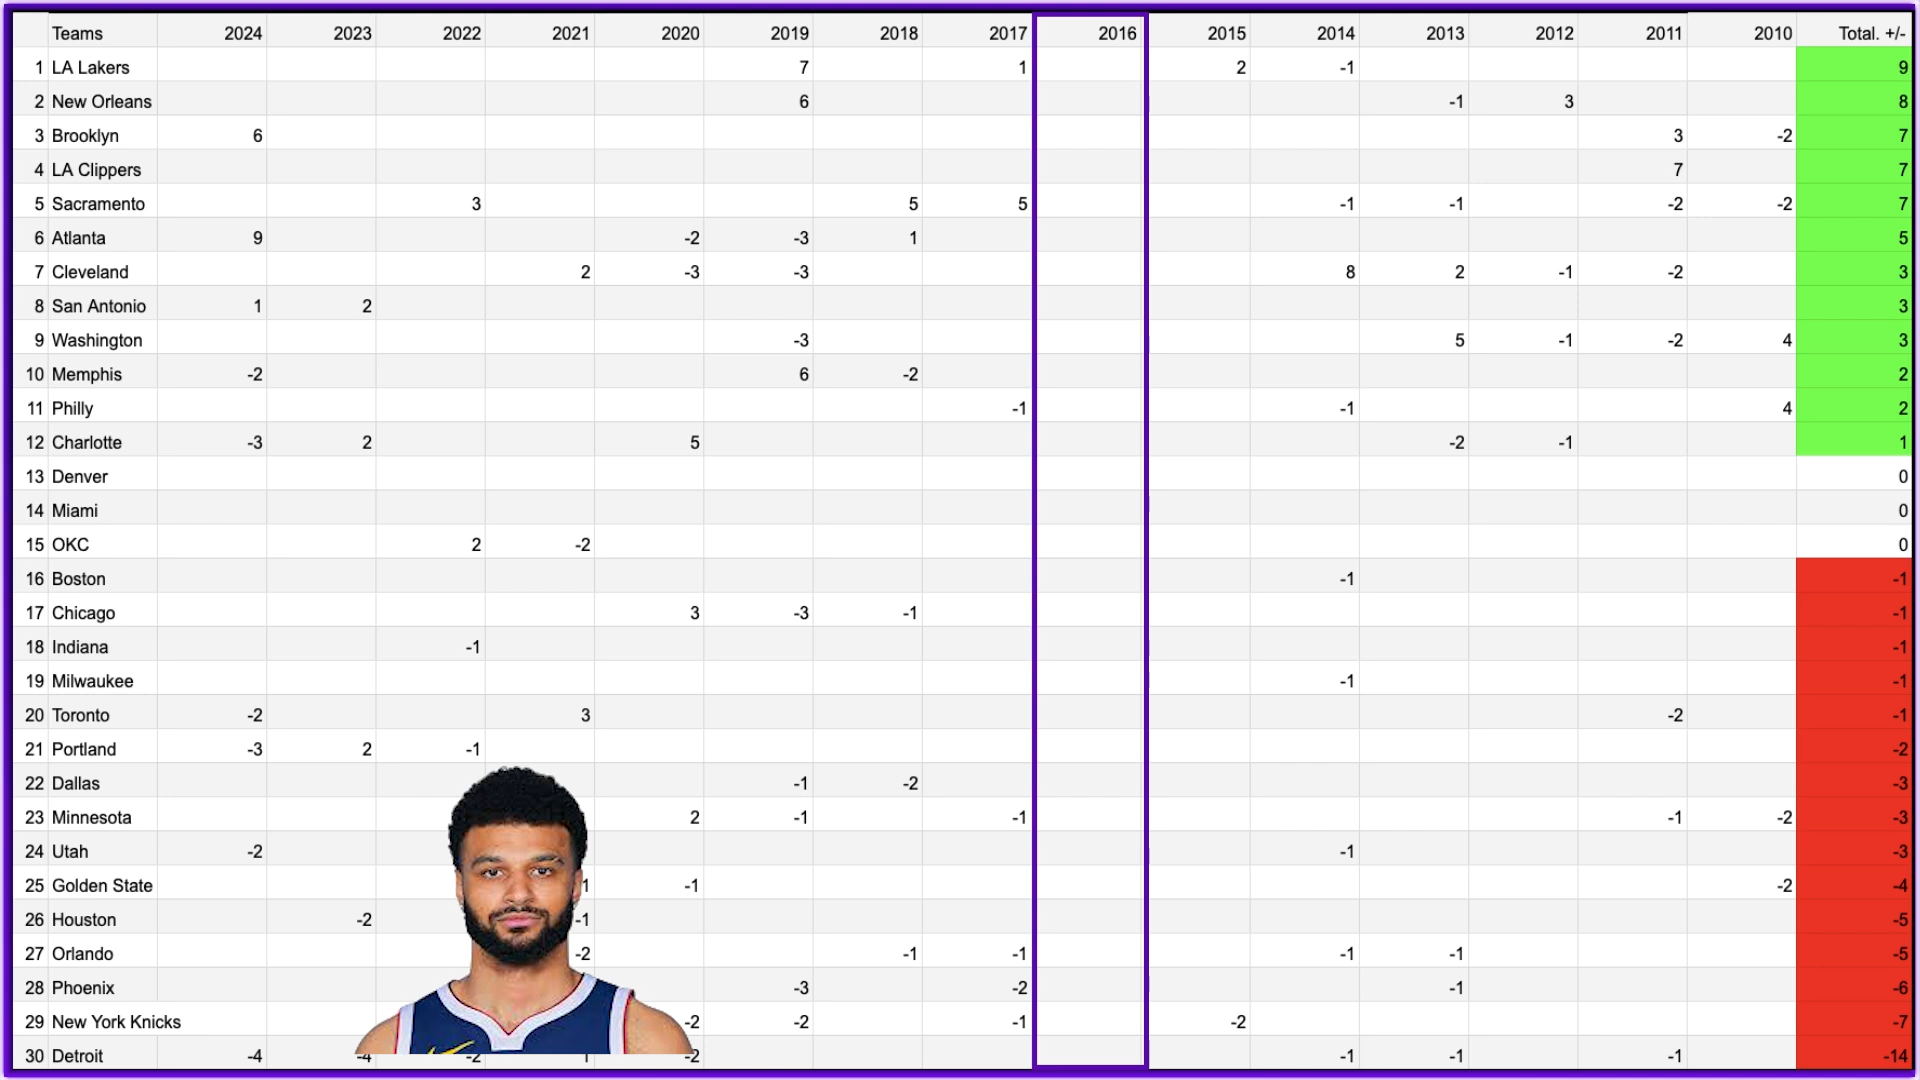 Teams 2024 2023 2022 2021 2020 2019 2018 2017 2016 2015 2014 2013 2012 2011 2010 Total. +/-
1 LA Lakers 7 1 2 -1 9
2 New Orleans 6 -1 3 8
3 Brooklyn 6 3 -2 7
4 LA Clippers 7 7
5 Sacramento 3 5 5 -1 -1 -2 -2 7
6 Atlanta 9 -2 -3 1 5
7 Cleveland 2 -3 -3 8 2 -1 -2 3
8 San Antonio 1 2 3
9 Washington -3 5 -1 -2 4 3
10 Memphis -2 6 -2 2
11 Philly -1 -1 4 2
12 Charlotte -3 2 5 -2 -1 1
13 Denver 0
14 Miami 0
15 OKC 2 -2 0
16 Boston -1 -1
17 Chicago 3 -3 -1 -1
18 Indiana -1 -1
19 Milwaukee -1 -1
20 Toronto -2 3 -2 -1
21 Portland -3 2 -1 -2
22 Dallas -1 -2 -3
23 Minnesota 2 -1 -1 -1 -2 -3
24 Utah -2 -1 -3
25 Golden State 1 -1 -2 -4
26 Houston -2 -1 -5
27 Orlando -2 -1 -1 -1 -1 -5
28 Phoenix -3 -2 -1 -6
29 New York Knicks -2 -2 -1 -2 -7
30 Detroit -4 -4 -2 -2 -1 -1 -1 -14